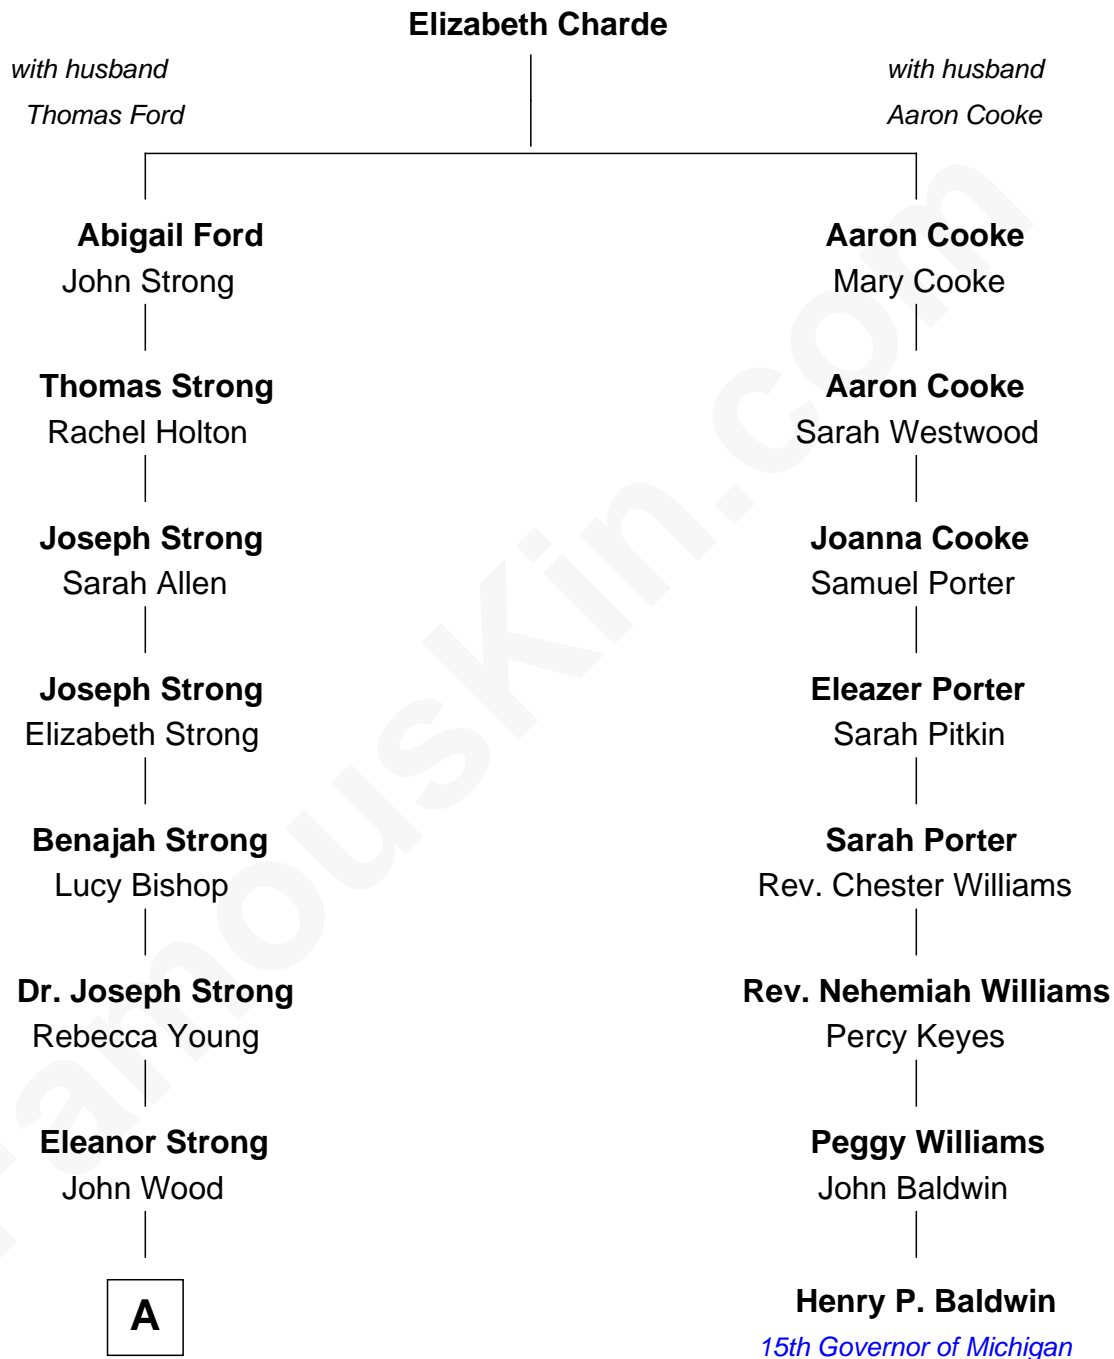 Elizabeth Charde
with husband
Thomas Ford
with husband
Aaron Cooke
Abigail Ford
John Strong
Aaron Cooke
Mary Cooke
Thomas Strong
Rachel Holton
Aaron Cooke
Sarah Westwood
Joseph Strong
Sarah Allen
Joanna Cooke
Samuel Porter
Joseph Strong
Elizabeth Strong
Eleazer Porter
Sarah Pitkin
Benajah Strong
Lucy Bishop
Sarah Porter
Rev. Chester Williams
Dr. Joseph Strong
Rebecca Young
Rev. Nehemiah Williams
Percy Keyes
Eleanor Strong
John Wood
Peggy Williams
John Baldwin
A
Henry P. Baldwin
15th Governor of Michigan
FamousKin.com